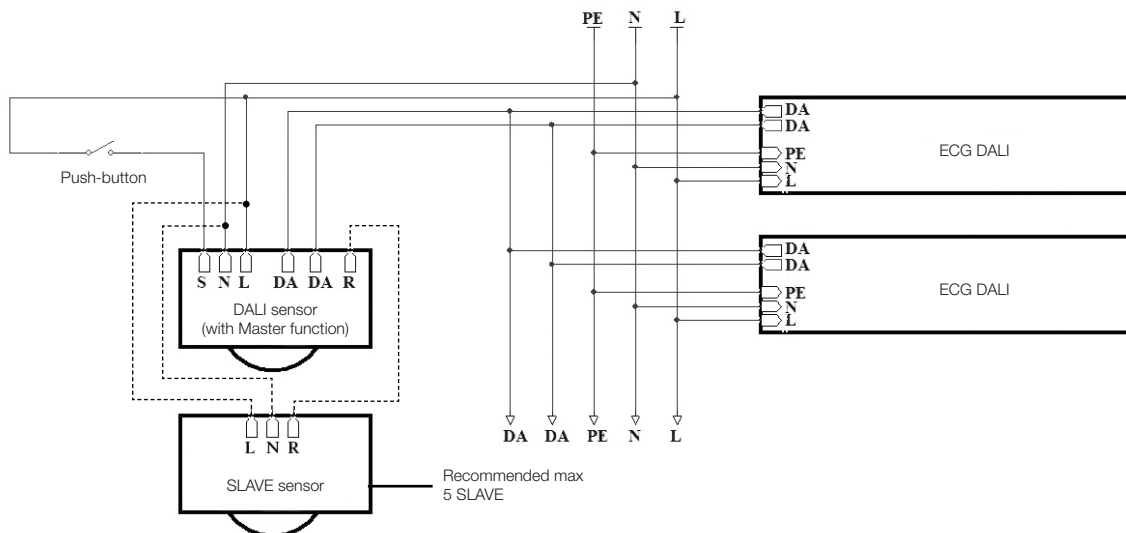 PE N L
DA
DA
PE
N
L
ECG DALI
Push-button
DA
DA
PE
N
L
ECG DALI
S N L DA DA R
DALI sensor
(with Master function)
DA DA PE N L
L N R
SLAVE sensor
Recommended max
5 SLAVE